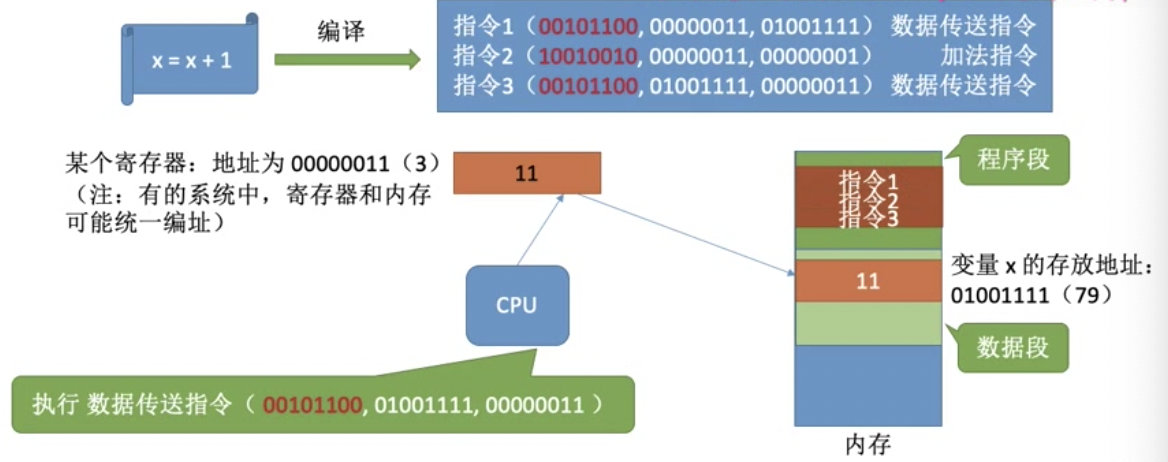 x = x + 1
编译
指令1（00101100, 00000011, 01001111） 数据传送指令
指令2（10010010, 00000011, 00000001） 加法指令
指令3（00101100, 01001111, 00000011） 数据传送指令
某个寄存器：地址为 00000011（3）
（注：有的系统中，寄存器和内存
可能统一编址）
11
CPU
执行 数据传送指令（ 00101100, 01001111, 00000011 ）
程序段
指令1
指令2
指令3
11
变量 x 的存放地址：
01001111（79）
数据段
内存